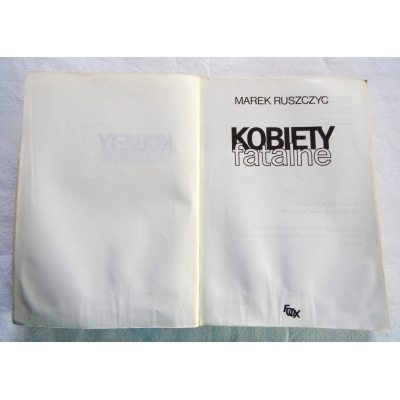 MAREK RUSZCZYC
KOBIETY
fatalne
FOX